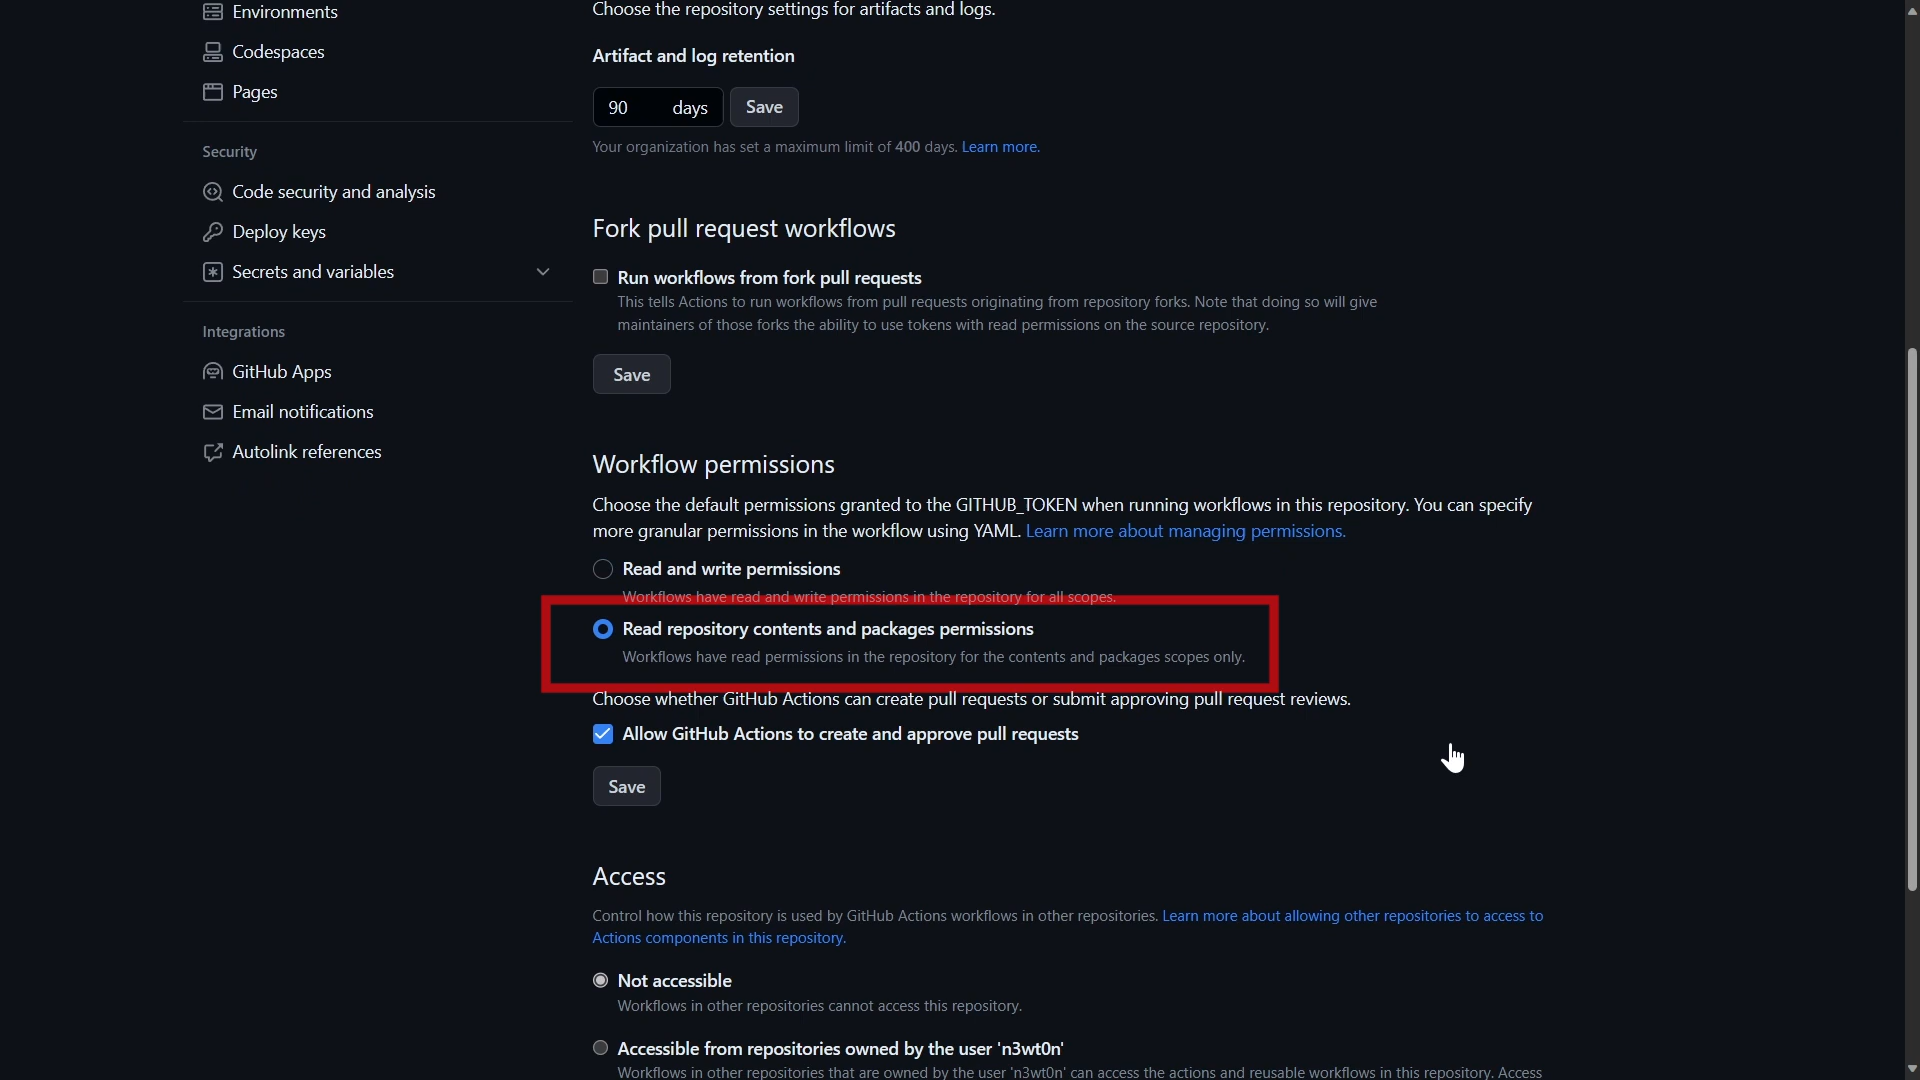 Environments
Codespaces
Pages
Security
Code security and analysis
Deploy keys
Secrets and variables
Integrations
GitHub Apps
Email notifications
Autolink references
Choose the repository settings for artifacts and logs.
Artifact and log retention
90 days Save
Your organization has set a maximum limit of 400 days. Learn more.
Fork pull request workflows
Run workflows from fork pull requests
This tells Actions to run workflows from pull requests originating from repository forks. Note that doing so will give
maintainers of those forks the ability to use tokens with read permissions on the source repository.
Save
Workflow permissions
Choose the default permissions granted to the GITHUB_TOKEN when running workflows in this repository. You can specify
more granular permissions in the workflow using YAML. Learn more about managing permissions.
Read and write permissions
Workflows have read and write permissions in the repository for all scopes.
Read repository contents and packages permissions
Workflows have read permissions in the repository for the contents and packages scopes only.
Choose whether GitHub Actions can create pull requests or submit approving pull request reviews.
Allow GitHub Actions to create and approve pull requests
Save
Access
Control how this repository is used by GitHub Actions workflows in other repositories. Learn more about allowing other repositories to access to
Actions components in this repository.
Not accessible
Workflows in other repositories cannot access this repository.
Accessible from repositories owned by the user 'n3wt0n'
Workflows in other repositories that are owned by the user 'n3wt0n' can access the actions and reusable workflows in this repository. Access